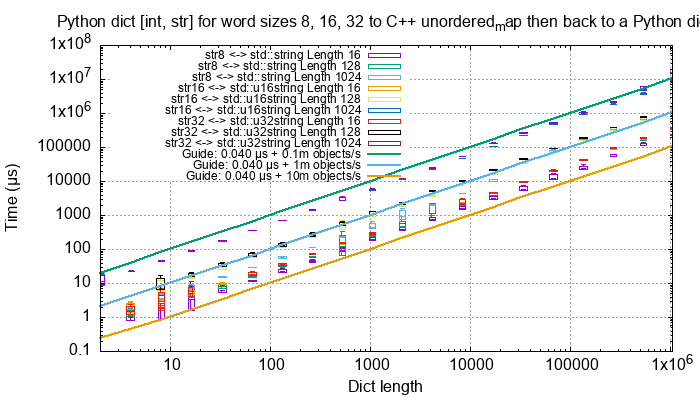 Python dict [int, str] for word sizes 8, 16, 32 to C++ unordered_map then back to a Python di
1x10^8
1x10^7
1x10^6
100000
10000
1000
100
10
1
0.1
Time (µs)
str8 <-> std::string Length 16
str8 <-> std::string Length 128
str8 <-> std::string Length 1024
str16 <-> std::u16string Length 16
str16 <-> std::u16string Length 128
str16 <-> std::u16string Length 1024
str32 <-> std::u32string Length 16
str32 <-> std::u32string Length 128
str32 <-> std::u32string Length 1024
Guide: 0.040 µs + 0.1m objects/s
Guide: 0.040 µs + 1m objects/s
Guide: 0.040 µs + 10m objects/s
10 100 1000 10000 100000 1x10^6
Dict length